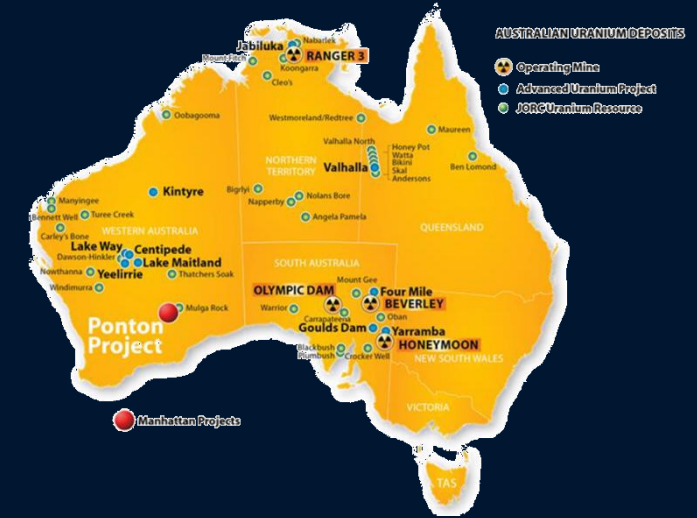 AUSTRALIAN URANIUM DEPOSITS
Operating Mine
Advanced Uranium Project
JORC Uranium Resource
Jabiluka
Nabarlek
RANGER 3
Mount Fitch
Koongarra
Cleo's
Oobagooma
Westmoreland/Redtree
Maureen
Ben Lomond
Valhalla North
Honey Pot
Watta
Bikini
Skal
Andersons
Valhalla
NORTHERN
TERRITORY
Kintyre
Bigrlyi
Nolans Bore
Napperby
Angela Pamela
Manyingee
Bennett Well
Turee Creek
Carley's Bone
WESTERN AUSTRALIA
QUEENSLAND
Lake Way
Centipede
Dawson-Hinkler
Lake Maitland
Nowthanna
Yeelirrie
Thatchers Soak
Windimurra
SOUTH AUSTRALIA
Mount Gee
OLYMPIC DAM
Four Mile
BEVERLEY
Warrior
Carrapateena
Oban
Mulga Rock
Ponton
Project
Goulds Dam
Yarramba
HONEYMOON
Blackbush
Plumbush
Crocker Well
NEW SOUTH WALES
VICTORIA
Manhattan Projects
TAS